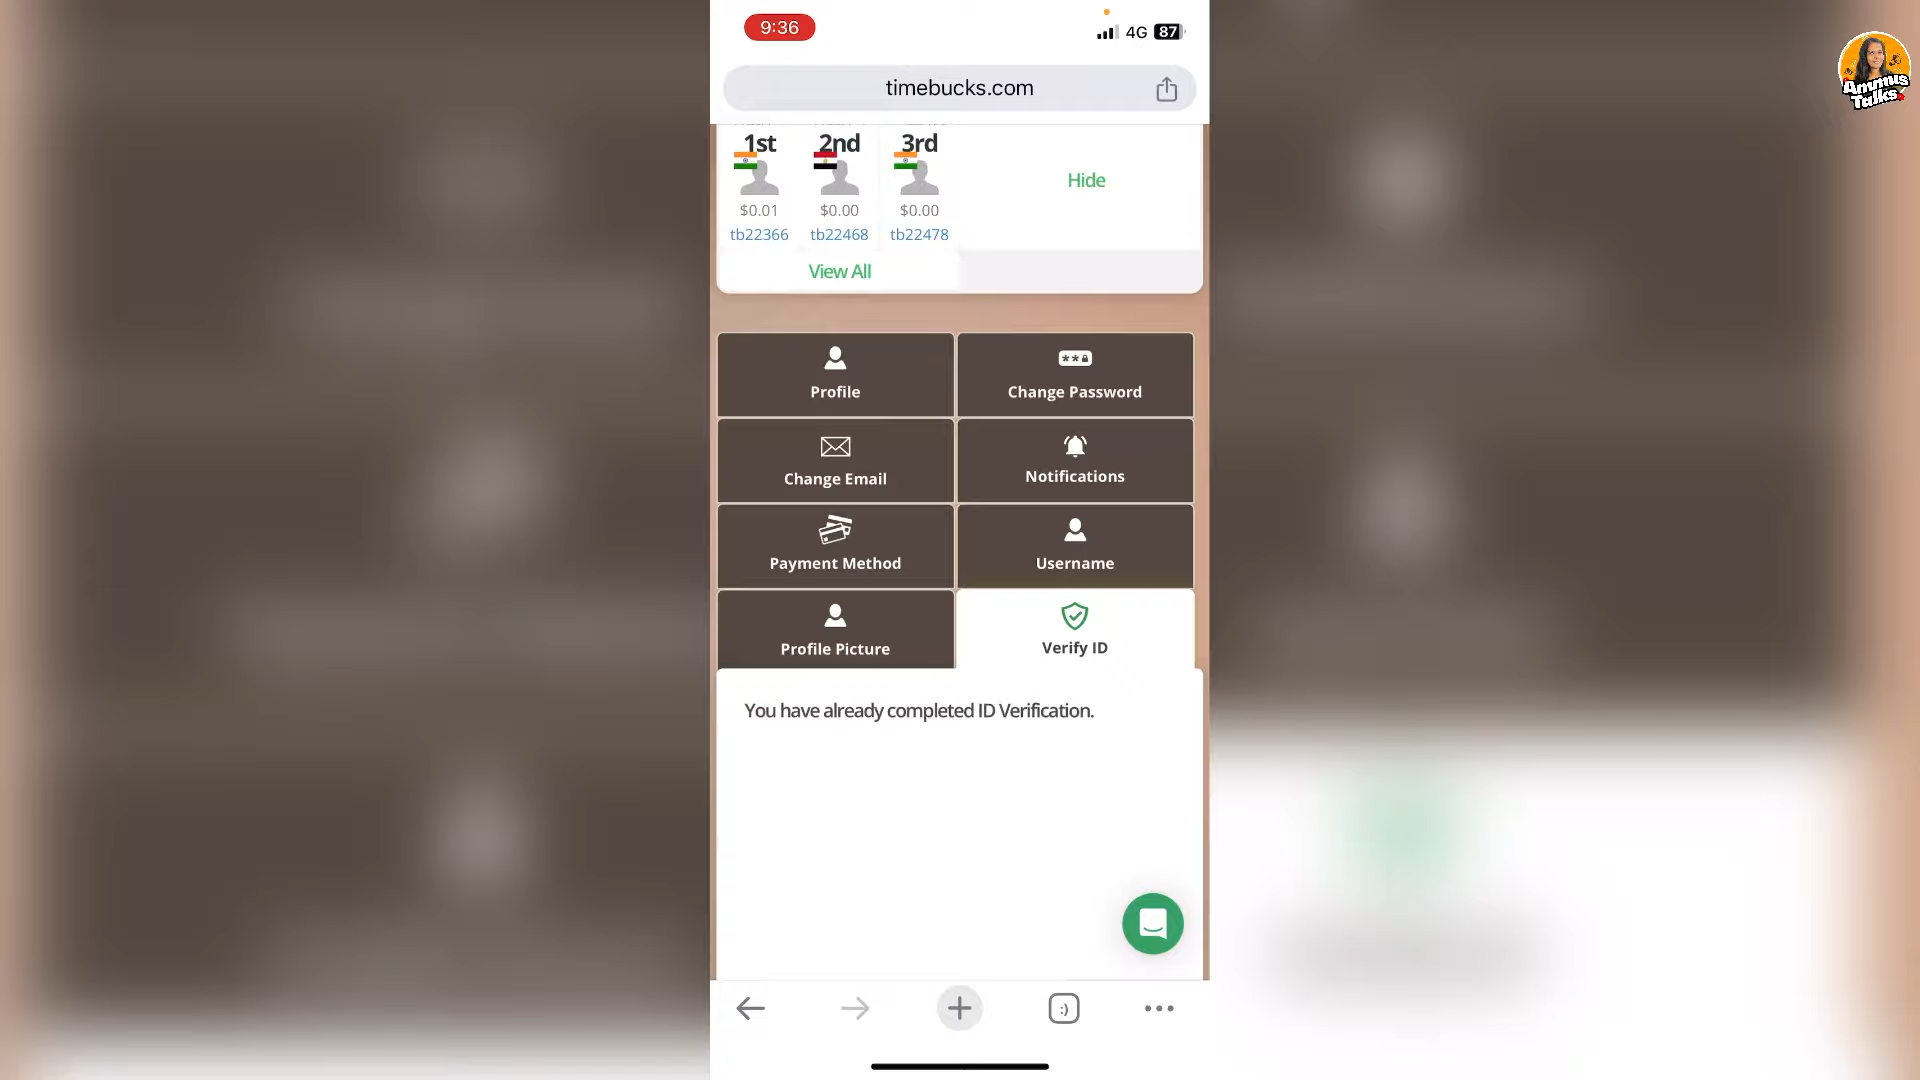 9:36
4G 87
timebucks.com
1st 2nd 3rd
Hide
$0.01 $0.00 $0.00
tb22366 tb22468 tb22478
View All
Profile
Change Password
Change Email
Notifications
Payment Method
Username
Profile Picture
Verify ID
You have already completed ID Verification.
:)
Ammus
Talks